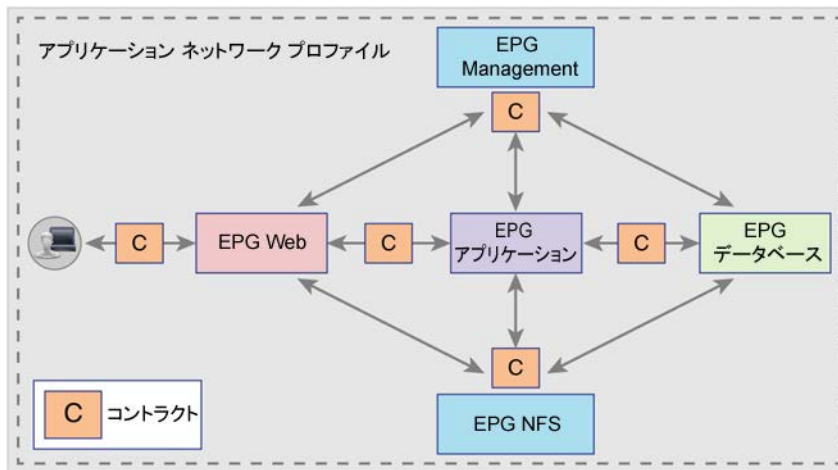 アプリケーション ネットワーク プロファイル
EPG
Management
C
C
EPG Web
C
EPG
アプリケーション
C
EPG
データベース
C
EPG NFS
C
コントラクト